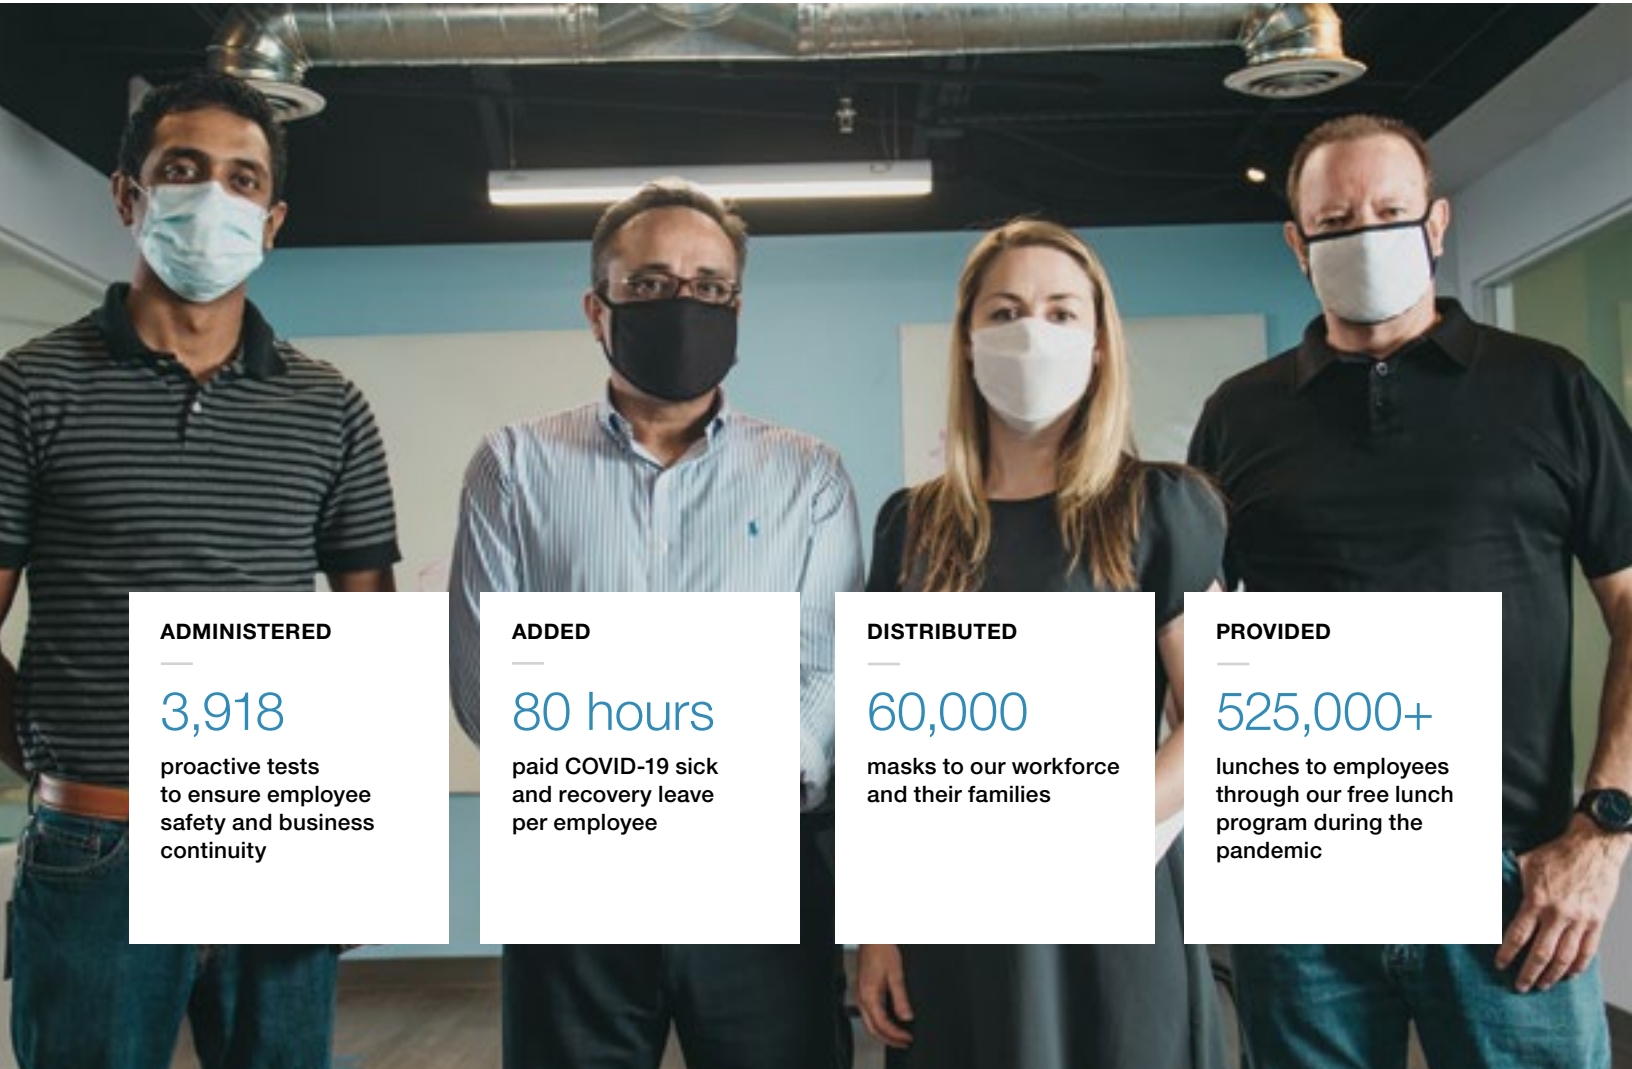 ADMINISTERED
3,918
proactive tests
to ensure employee
safety and business
continuity
ADDED
80 hours
paid COVID-19 sick
and recovery leave
per employee
DISTRIBUTED
60,000
masks to our workforce
and their families
PROVIDED
525,000+
lunches to employees
through our free lunch
program during the
pandemic